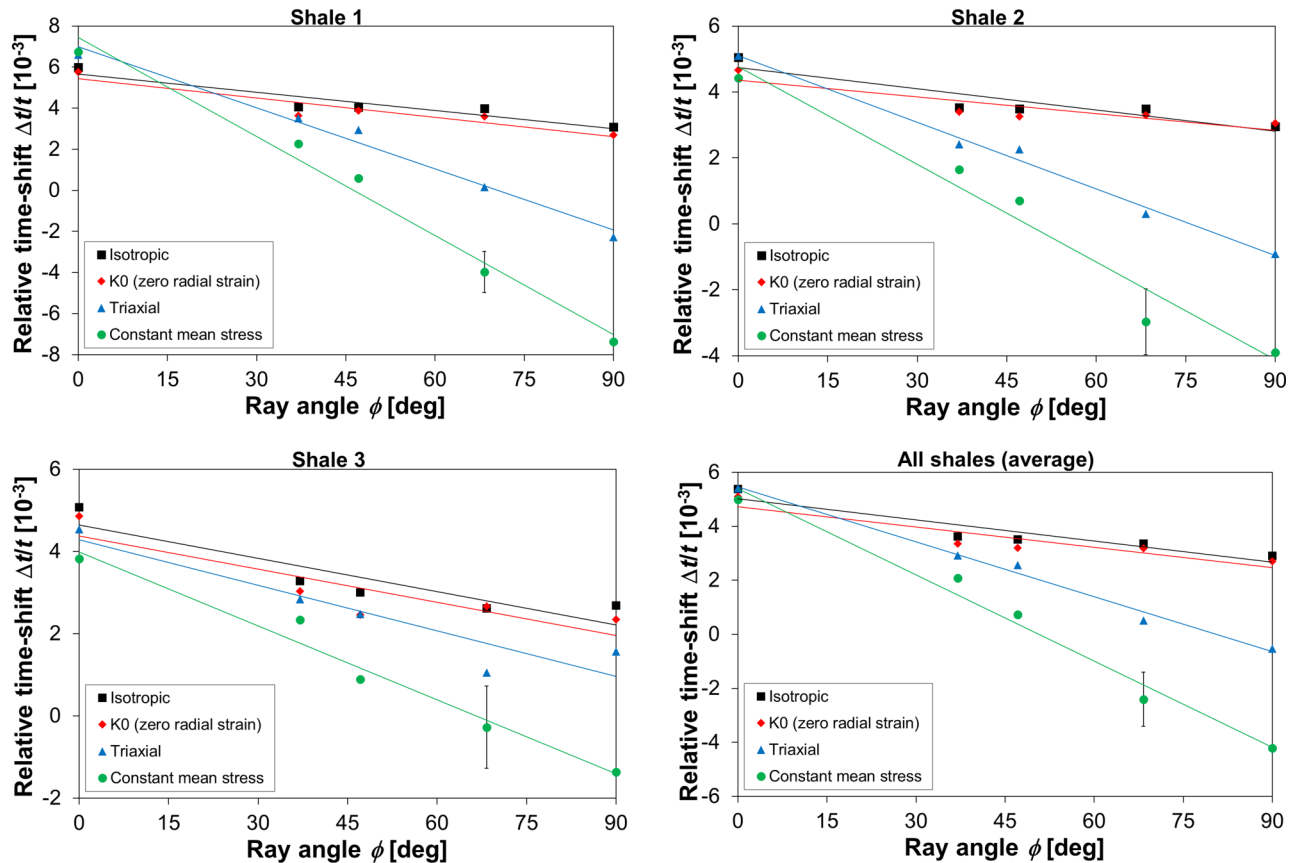 Shale 1
Relative time-shift Δt/t [10⁻³]
8
6
4
2
0
-2
-4
-6
-8
Isotropic
K0 (zero radial strain)
Triaxial
Constant mean stress
0 15 30 45 60 75 90
Ray angle ϕ [deg]
Shale 2
Relative time-shift Δt/t [10⁻³]
6
4
2
0
-2
-4
Isotropic
K0 (zero radial strain)
Triaxial
Constant mean stress
0 15 30 45 60 75 90
Ray angle ϕ [deg]
Shale 3
Relative time-shift Δt/t [10⁻³]
6
4
2
0
-2
Isotropic
K0 (zero radial strain)
Triaxial
Constant mean stress
0 15 30 45 60 75 90
Ray angle ϕ [deg]
All shales (average)
Relative time-shift Δt/t [10⁻³]
6
4
2
0
-2
-4
-6
Isotropic
K0 (zero radial strain)
Triaxial
Constant mean stress
0 15 30 45 60 75 90
Ray angle ϕ [deg]